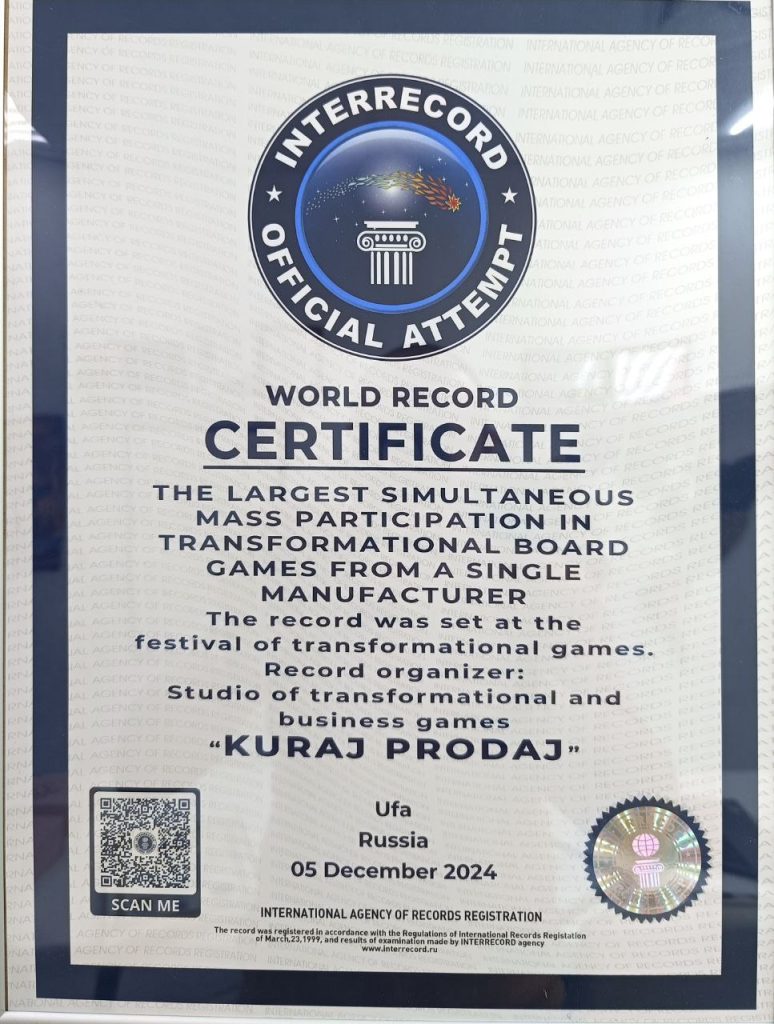 INTERRECORD
OFFICIAL ATTEMPT
WORLD RECORD
CERTIFICATE
THE LARGEST SIMULTANEOUS
MASS PARTICIPATION IN
TRANSFORMATIONAL BOARD
GAMES FROM A SINGLE
MANUFACTURER
The record was set at the
festival of transformational games.
Record organizer:
Studio of transformational and
business games
“KURAJ PRODAJ”
Ufa
Russia
05 December 2024
SCAN ME
INTERNATIONAL AGENCY OF RECORDS REGISTRATION
The record was registered in accordance with the Regulations of International Records Registation
of March,23,1999, and results of examination made by INTERRECORD agency
www.interrecord.ru